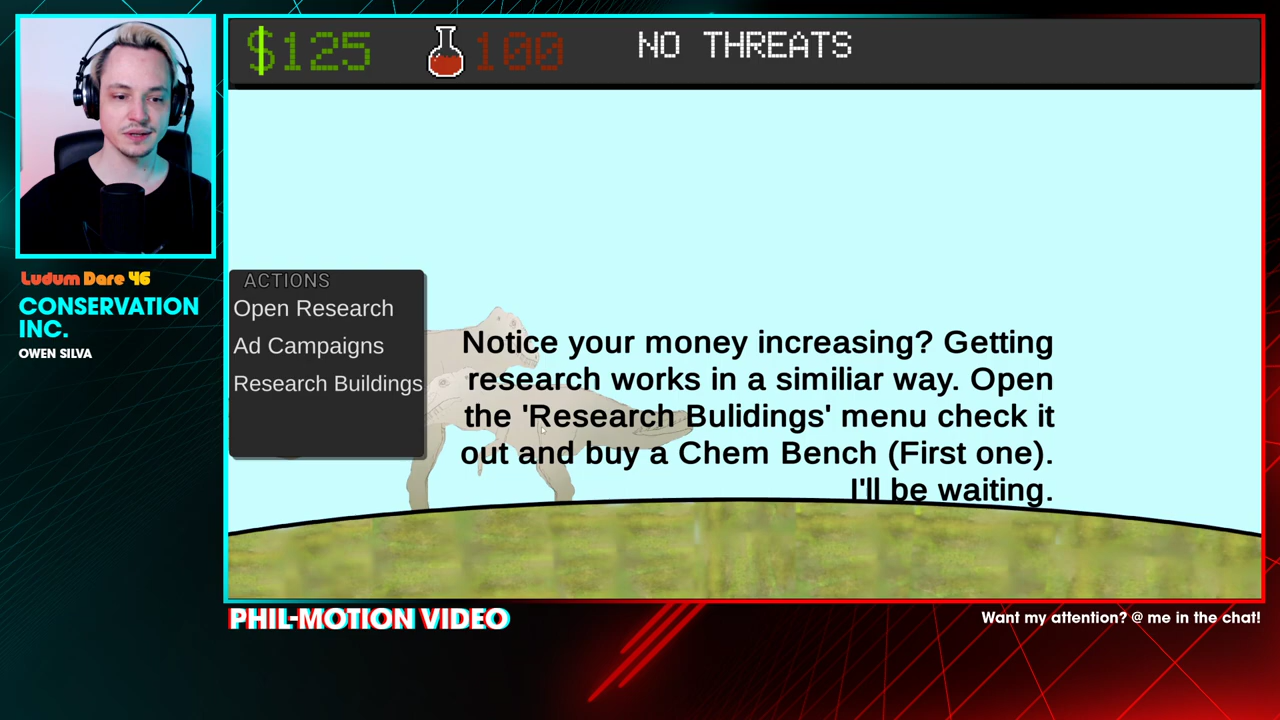 $125
100
NO THREATS
Ludum Dare 46
CONSERVATION
INC.
OWEN SILVA
ACTIONS
Open Research
Ad Campaigns
Research Buildings
Notice your money increasing? Getting
research works in a similiar way. Open
the 'Research Bulidings' menu check it
out and buy a Chem Bench (First one).
I'll be waiting.
PHIL-MOTION VIDEO
Want my attention? @ me in the chat!